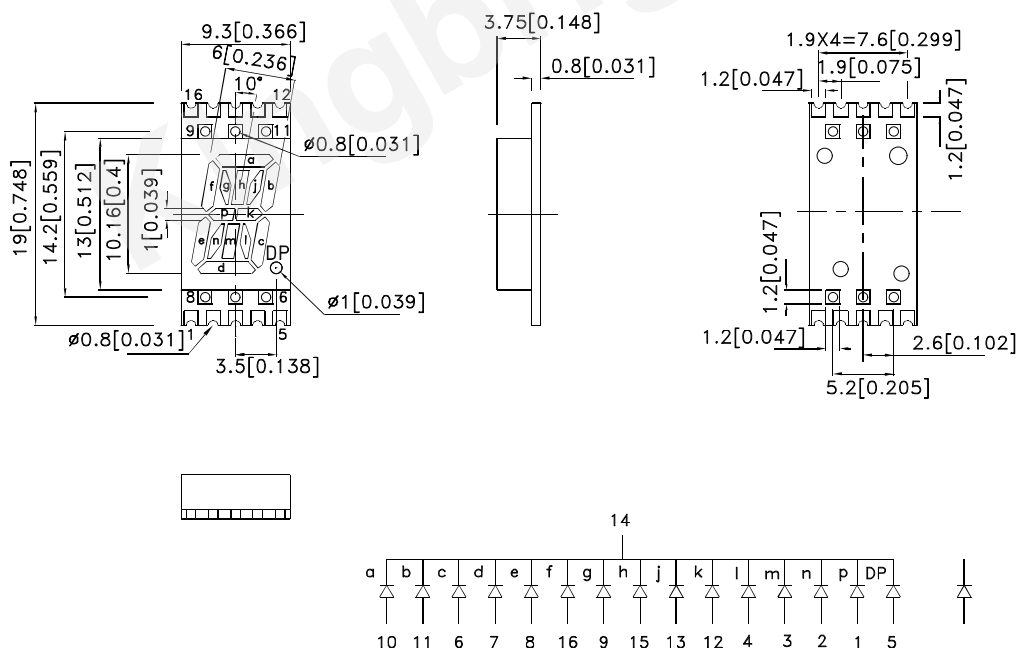 9.3[0.366]
6[0.236]
10°
16 12
9 11
ø0.8[0.031]
a
f g h j b
p k
e n m l c
d
DP
8 6
1 5
ø1[0.039]
ø0.8[0.031]
3.5[0.138]
19[0.748]
14.2[0.559]
13[0.512]
10.16[0.4]
1[0.039]
3.75[0.148]
0.8[0.031]
1.9X4=7.6[0.299]
1.9[0.075]
1.2[0.047]
1.2[0.047]
1.2[0.047]
1.2[0.047]
2.6[0.102]
5.2[0.205]
14
a b c d e f g h j k l m n p DP
10 11 6 7 8 16 9 15 13 12 4 3 2 1 5